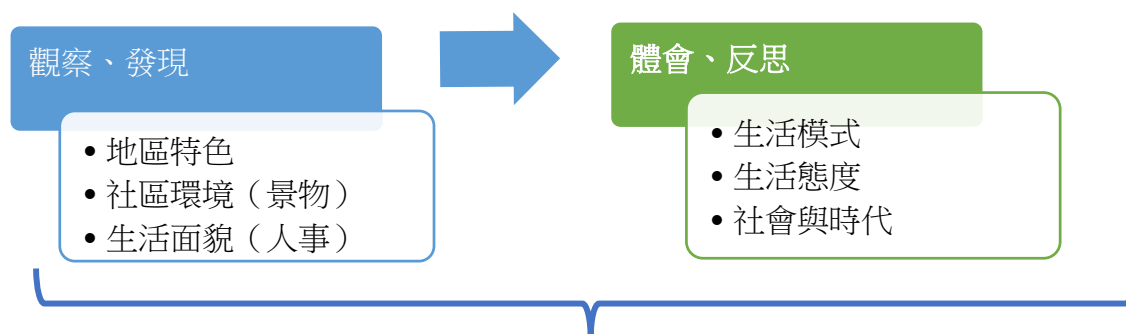 觀察、發現
• 地區特色
• 社區環境（景物）
• 生活面貌（人事）
體會、反思
• 生活模式
• 生活態度
• 社會與時代